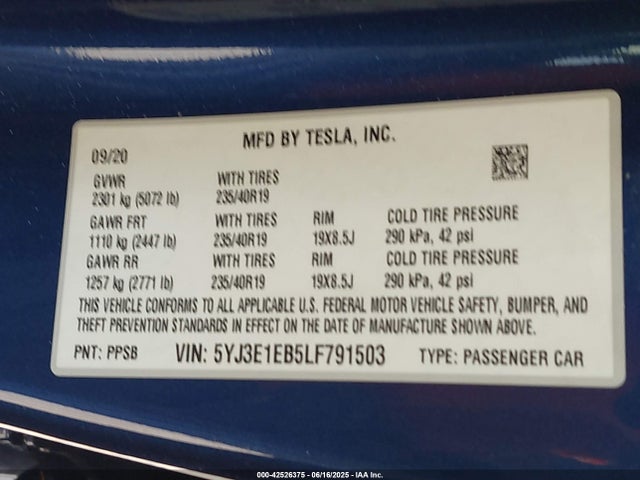 MFD BY TESLA, INC.
09/20
GVWR WITH TIRES
2301 kg (5072 lb) 235/40R19
GAWR FRT WITH TIRES RIM COLD TIRE PRESSURE
1110 kg (2447 lb) 235/40R19 19X8.5J 290 kPa, 42 psi
GAWR RR WITH TIRES RIM COLD TIRE PRESSURE
1257 kg (2771 lb) 235/40R19 19X8.5J 290 kPa, 42 psi
THIS VEHICLE CONFORMS TO ALL APPLICABLE U.S. FEDERAL MOTOR VEHICLE SAFETY, BUMPER, AND
THEFT PREVENTION STANDARDS IN EFFECT ON THE DATE OF MANUFACTURE SHOWN ABOVE.
PNT: PPSB VIN: 5YJ3E1EB5LF791503 TYPE: PASSENGER CAR
000-42526375 - 06/16/2025 - IAA Inc.